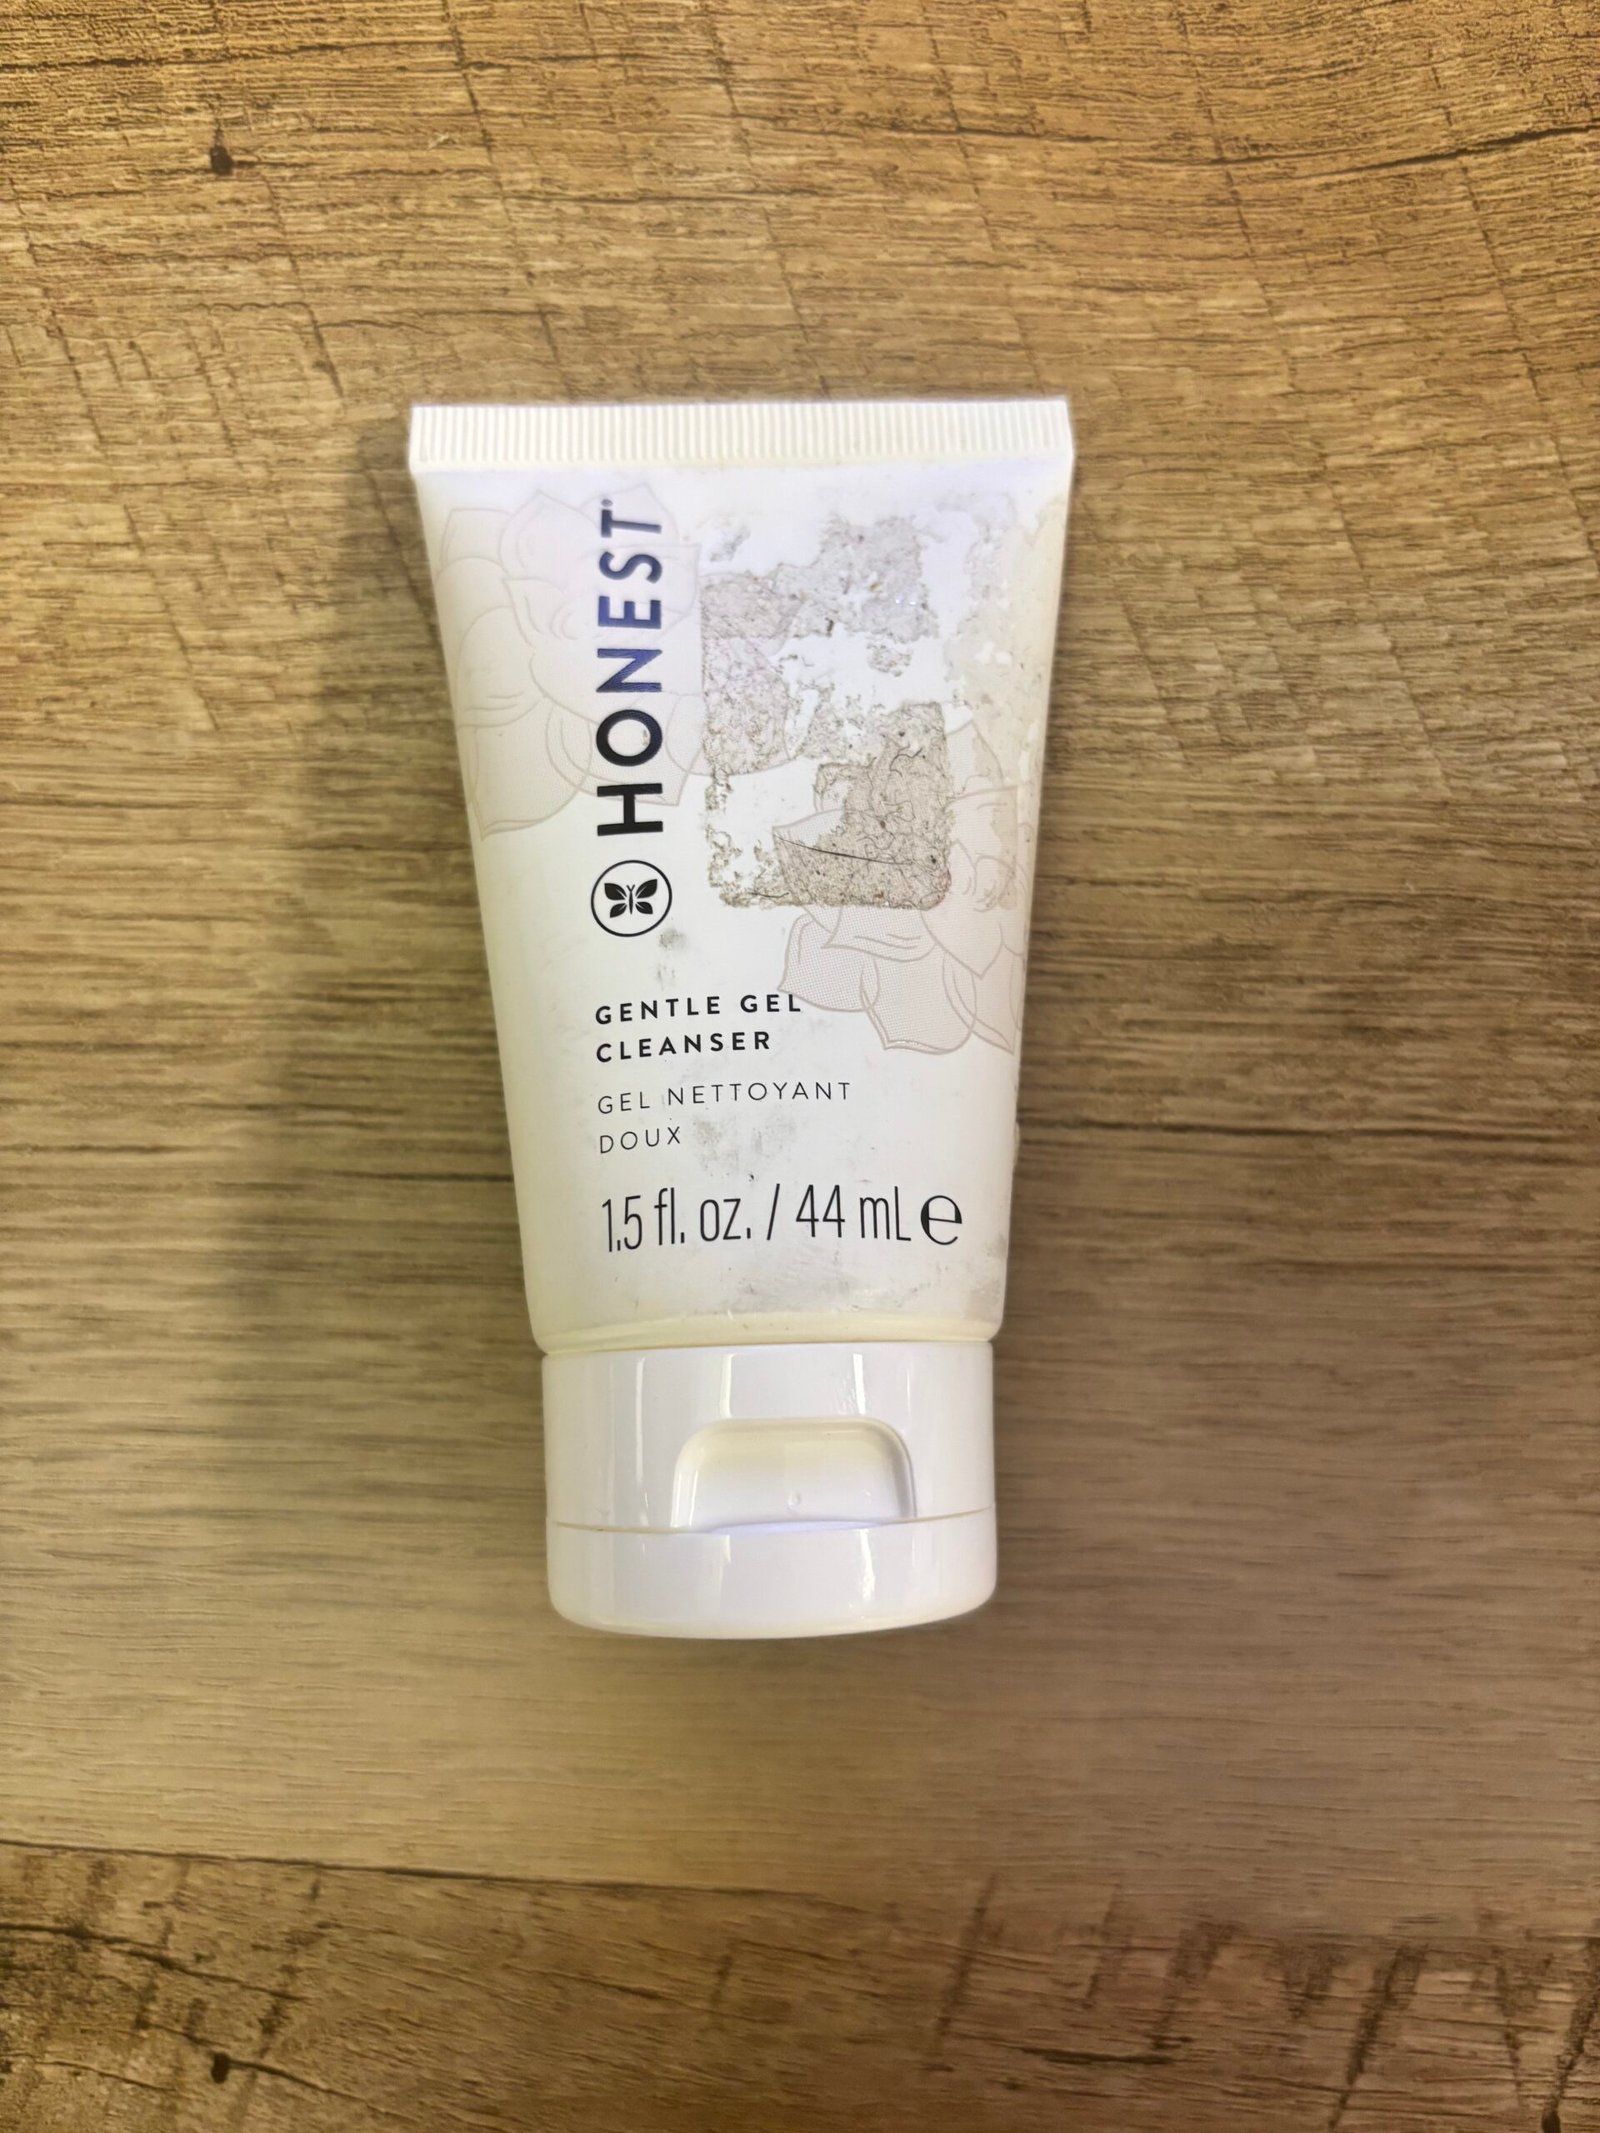 HONEST
GENTLE GEL
CLEANSER
GEL NETTOYANT
DOUX
1.5 fl. oz. / 44 mL ℮